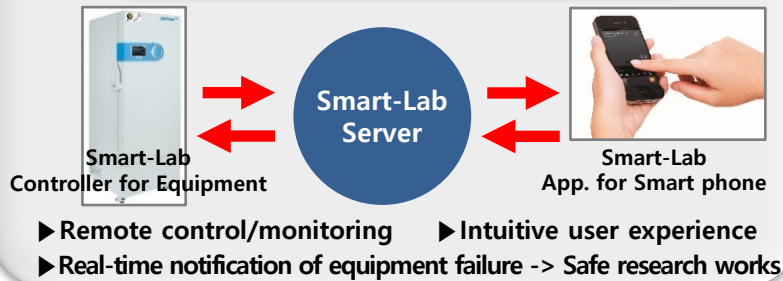 Smart-Lab
Server
Smart-Lab
Controller for Equipment
Smart-Lab
App. for Smart phone
▶Remote control/monitoring ▶Intuitive user experience
▶Real-time notification of equipment failure -> Safe research works